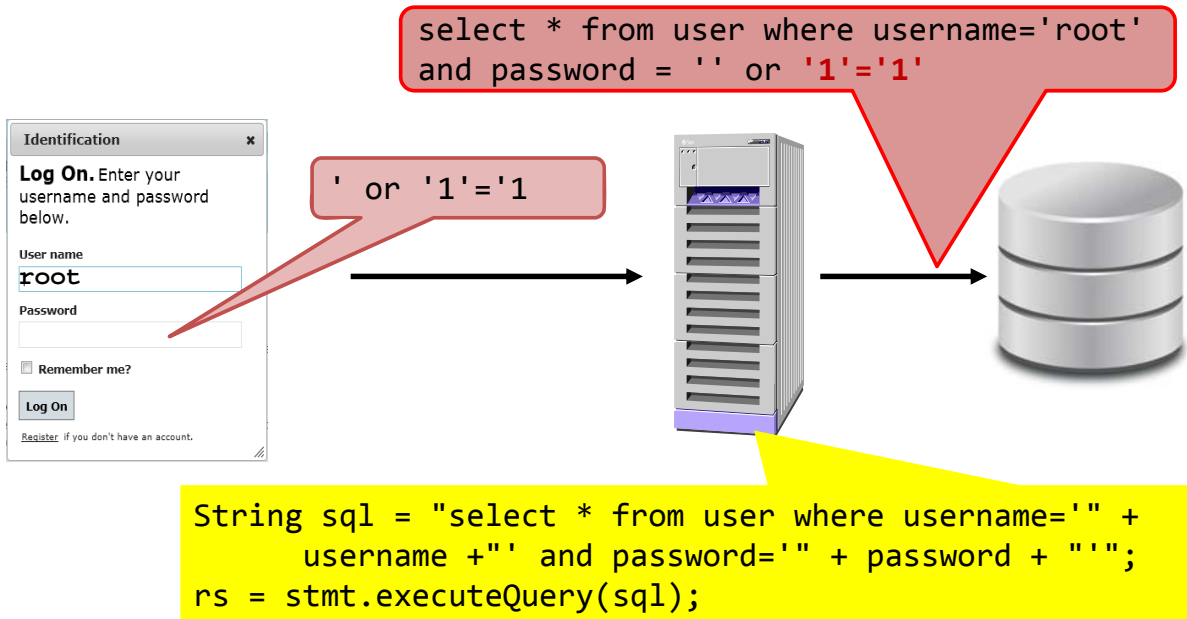 select * from user where username='root'
and password = '' or '1'='1'
Identification x
Log On. Enter your
username and password
below.
User name
root
Password
Remember me?
Log On
Register if you don't have an account.
' or '1'='1
String sql = "select * from user where username='" +
username +"' and password='" + password + "'";
rs = stmt.executeQuery(sql);